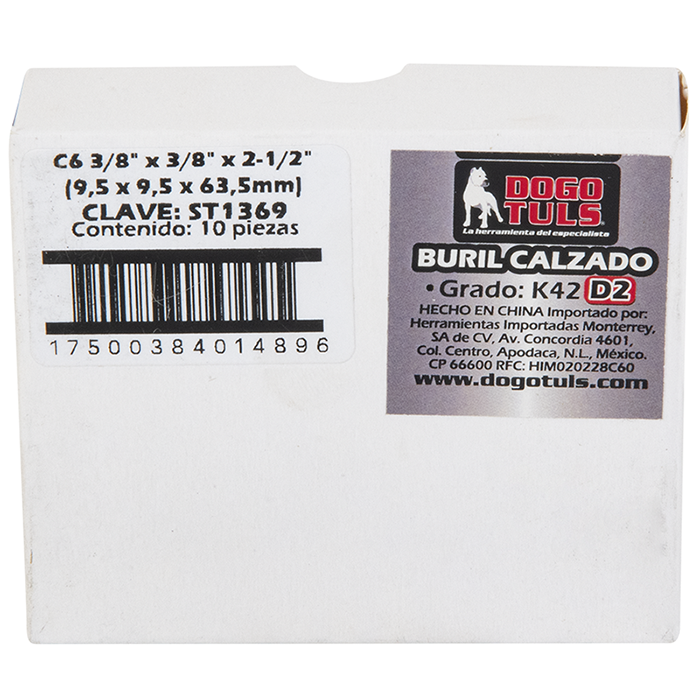 C6 3/8" x 3/8" x 2-1/2"
(9,5 x 9,5 x 63,5mm)
CLAVE: ST1369
Contenido: 10 piezas
17500384014896
DOGO
TULS®
La herramienta del especialista
BURIL CALZADO
• Grado: K42 D2
HECHO EN CHINA Importado por:
Herramientas Importadas Monterrey,
SA de CV, Av. Concordia 4601,
Col. Centro, Apodaca, N.L., México.
CP 66600 RFC: HIM020228C60
www.dogotuls.com